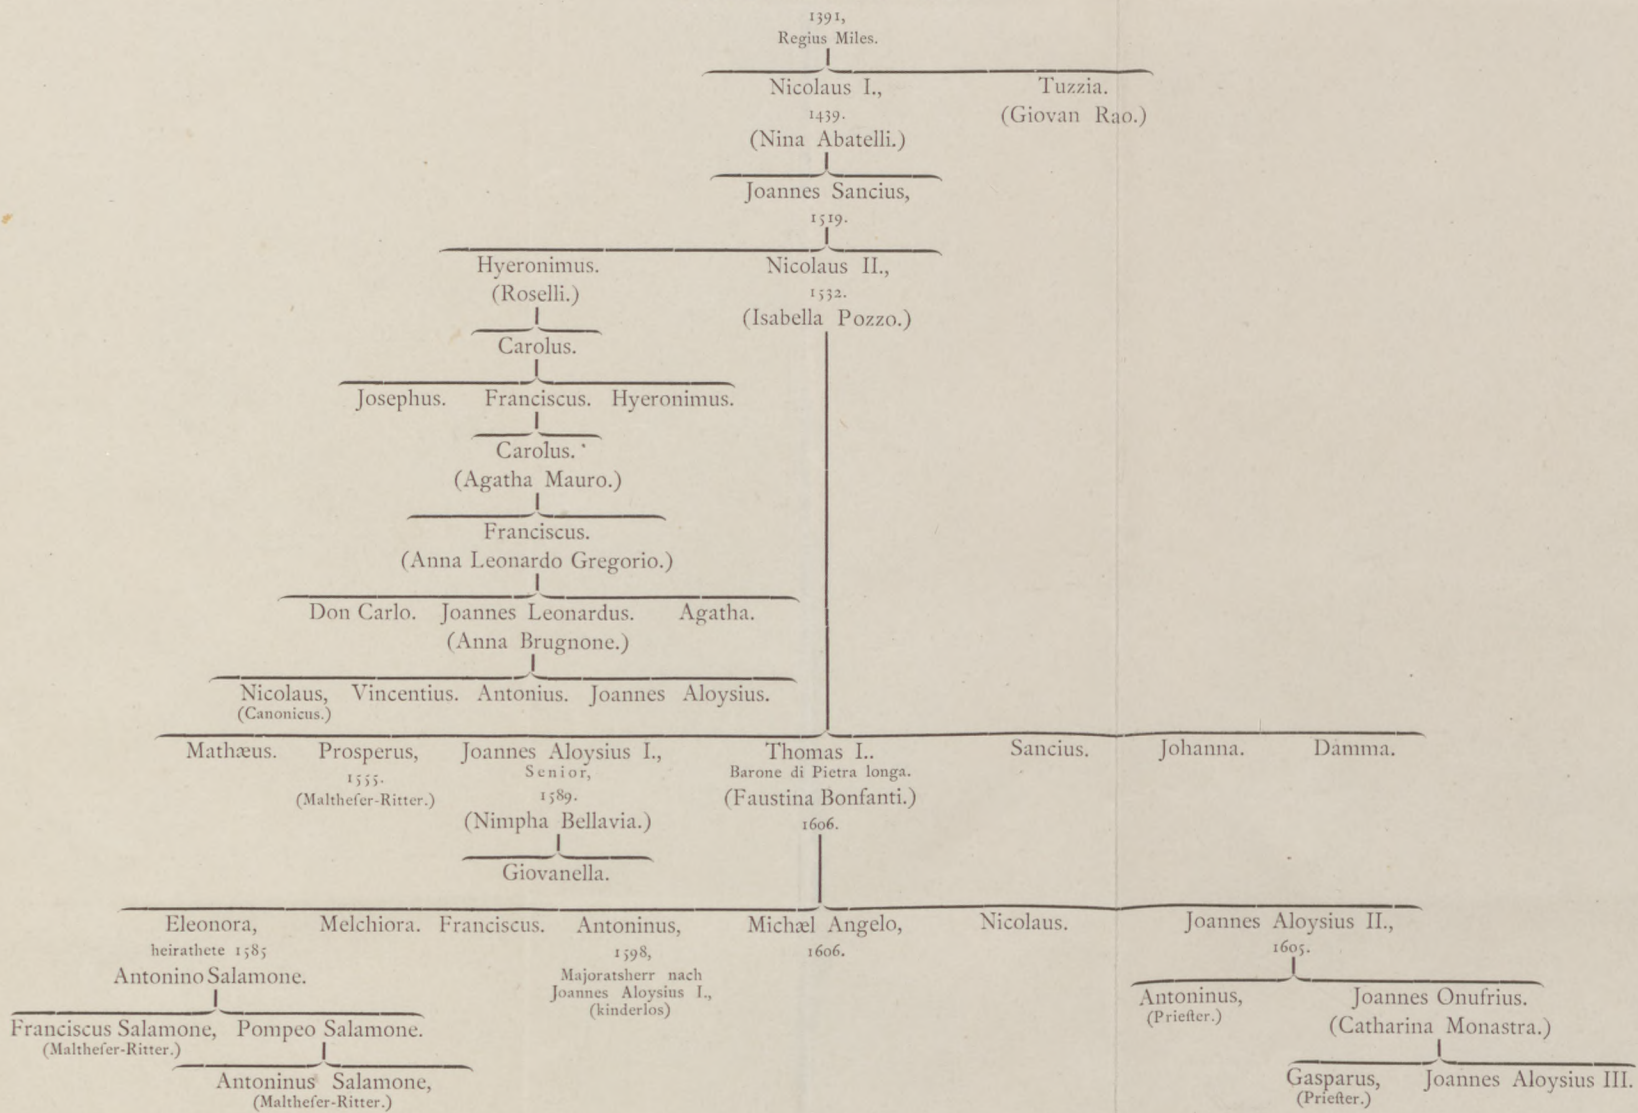 1391,
Regius Miles.
Nicolaus I., Tuzzia.
1439. (Giovan Rao.)
(Nina Abatelli.)
Joannes Sancius,
1519.
Hyeronimus. Nicolaus II.,
(Roselli.) 1532.
(Isabella Pozzo.)
Carolus.
Josephus. Franciscus. Hyeronimus.
Carolus.
(Agatha Mauro.)
Franciscus.
(Anna Leonardo Gregorio.)
Don Carlo. Joannes Leonardus. Agatha.
(Anna Brugnone.)
Nicolaus, Vincentius. Antonius. Joannes Aloysius.
(Canonicus.)
Mathæus. Prosperus, Joannes Aloysius I., Thomas I.. Sancius. Johanna. Damma.
1555. Senior, Barone di Pietra longa.
(Maltheſer-Ritter.) 1589. (Faustina Bonfanti.)
(Nimpha Bellavia.) 1606.
Giovanella.
Eleonora, Melchiora. Franciscus. Antoninus, Michæl Angelo, Nicolaus. Joannes Aloysius II.,
heirathete 1585 1598, 1606. 1605.
Antonino Salamone. Majoratsherr nach
Joannes Aloysius I.,
(kinderlos)
Antoninus, Joannes Onufrius.
(Prieſter.) (Catharina Monastra.)
Franciscus Salamone, Pompeo Salamone.
(Maltheſer-Ritter.)
Antoninus Salamone, Gasparus, Joannes Aloysius III.
(Maltheſer-Ritter.) (Prieſter.)